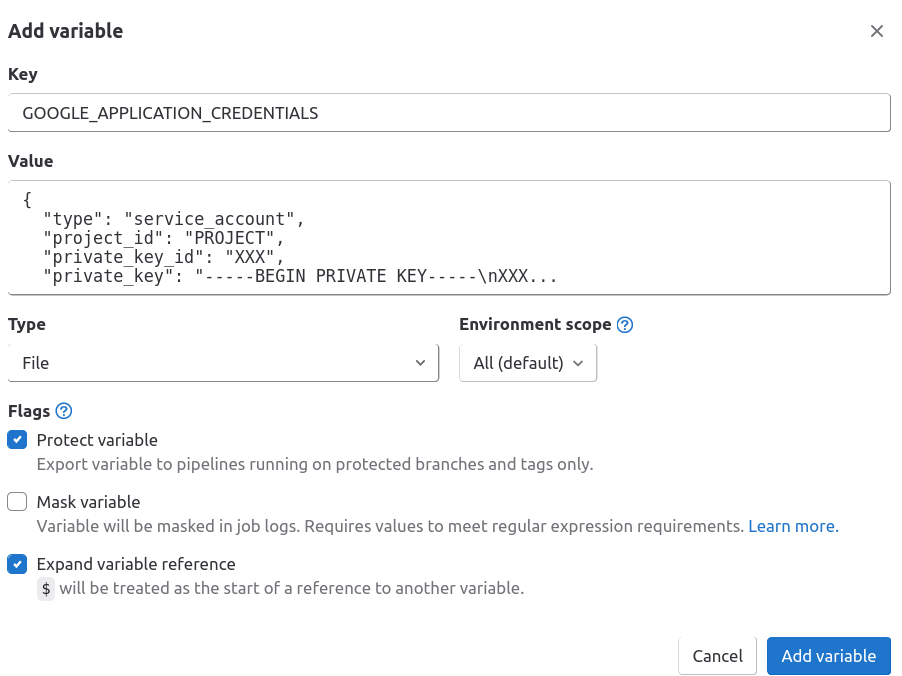 Add variable
Key
GOOGLE_APPLICATION_CREDENTIALS
Value
{
"type": "service_account",
"project_id": "PROJECT",
"private_key_id": "XXX",
"private_key": "-----BEGIN PRIVATE KEY-----\nXXX...
Type
Environment scope
File
All (default)
Flags
Protect variable
Export variable to pipelines running on protected branches and tags only.
Mask variable
Variable will be masked in job logs. Requires values to meet regular expression requirements. Learn more.
Expand variable reference
$ will be treated as the start of a reference to another variable.
Cancel
Add variable